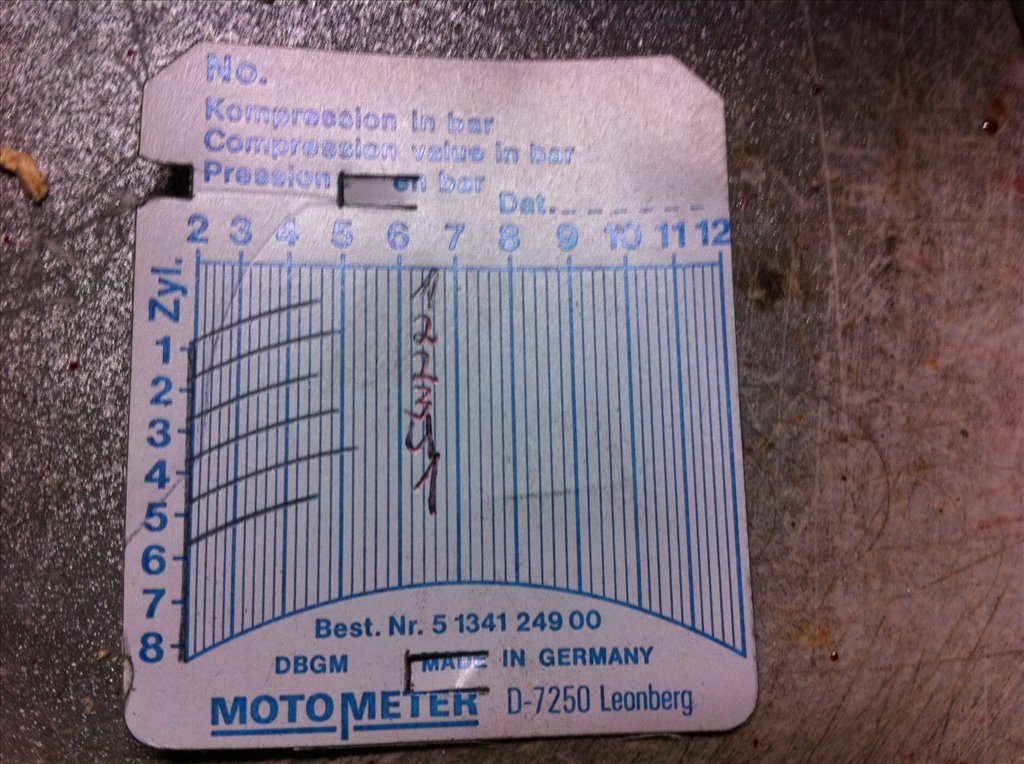 No.
Kompression in bar
Compression value in bar
Pression en bar
Dat.
2 3 4 5 6 7 8 9 10 11 12
Zyl.
1
2
3
4
5
6
7
8
Best. Nr. 5 1341 249 00
DBGM MADE IN GERMANY
MOTOMETER D-7250 Leonberg